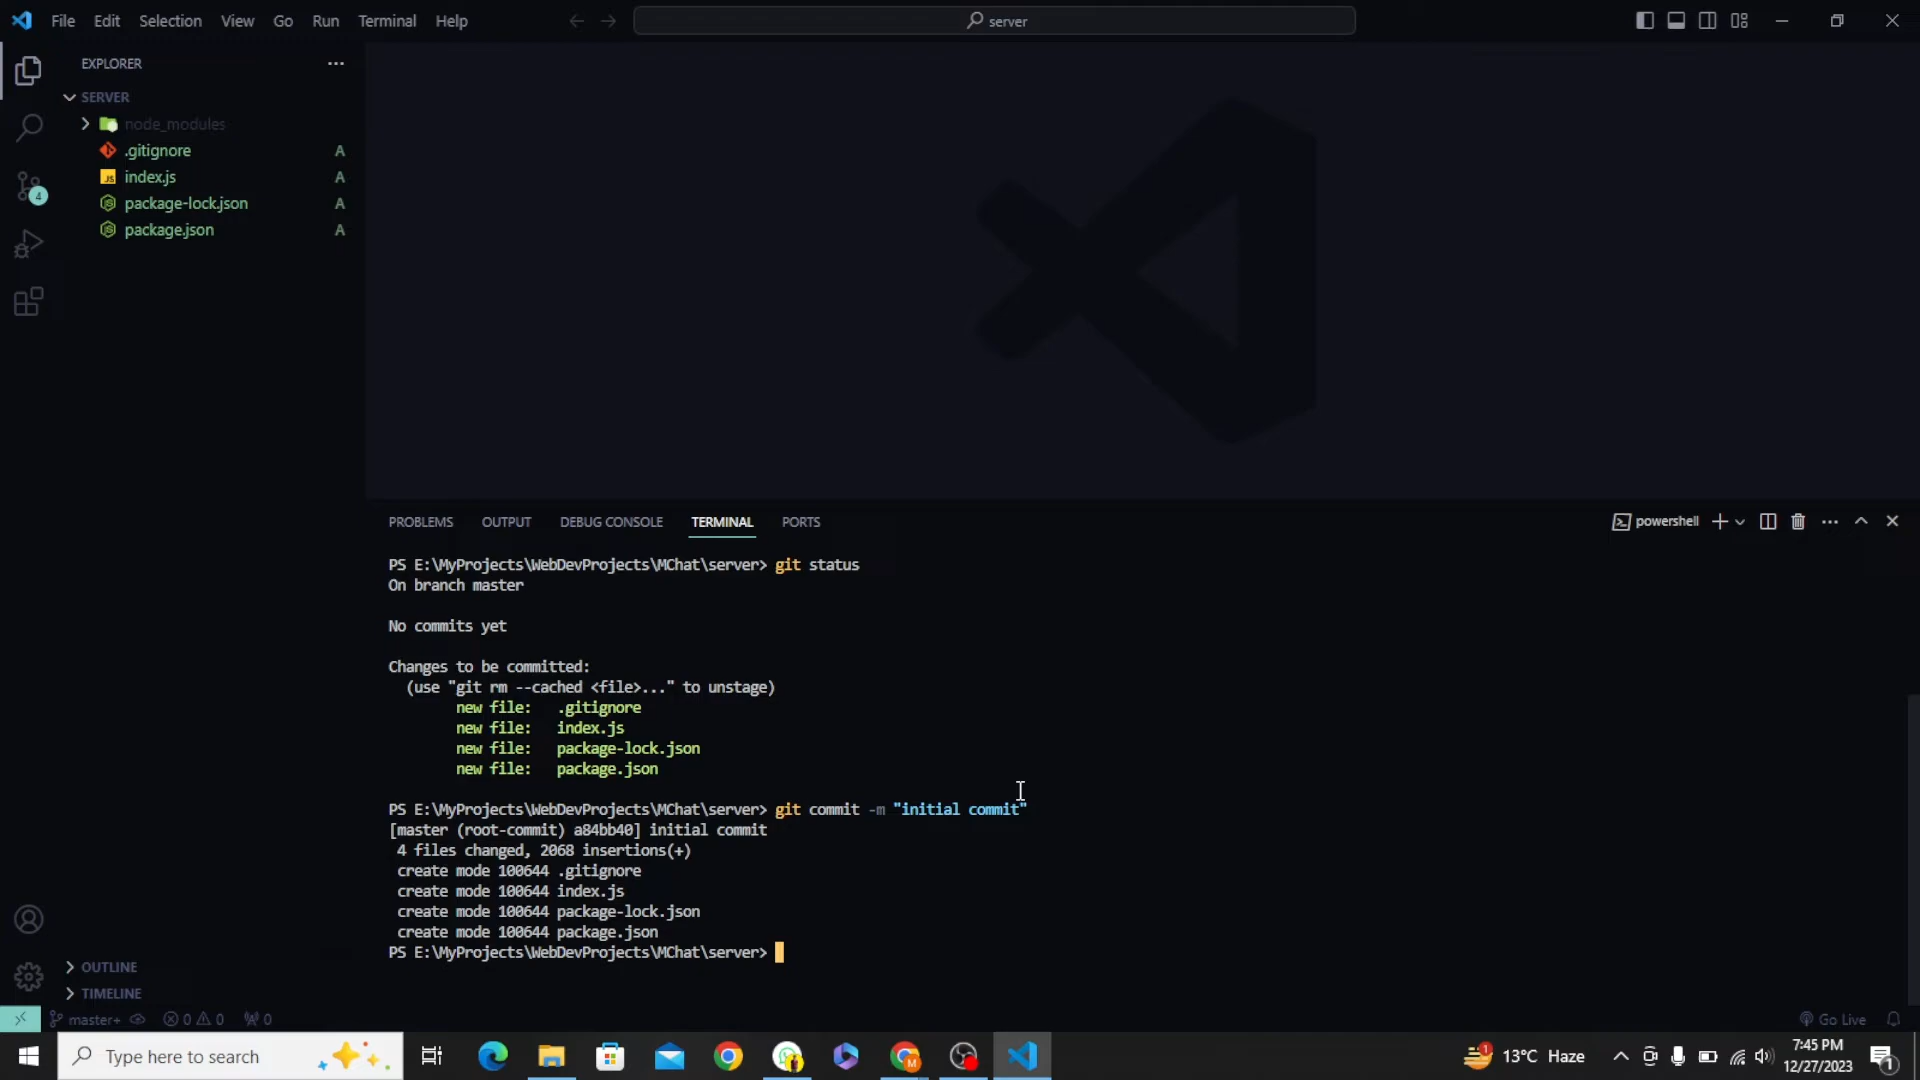 File Edit Selection View Go Run Terminal Help
server
EXPLORER
SERVER
node_modules
.gitignore A
index.js A
package-lock.json A
package.json A
4
PROBLEMS OUTPUT DEBUG CONSOLE TERMINAL PORTS
powershell
PS E:\MyProjects\WebDevProjects\MChat\server> git status
On branch master
No commits yet
Changes to be committed:
(use "git rm --cached <file>..." to unstage)
new file: .gitignore
new file: index.js
new file: package-lock.json
new file: package.json
PS E:\MyProjects\WebDevProjects\MChat\server> git commit -m "initial commit"
[master (root-commit) a84bb40] initial commit
4 files changed, 2068 insertions(+)
create mode 100644 .gitignore
create mode 100644 index.js
create mode 100644 package-lock.json
create mode 100644 package.json
PS E:\MyProjects\WebDevProjects\MChat\server>
OUTLINE
TIMELINE
master+ 0 0 0
Go Live
Type here to search
13°C Haze
7:45 PM
12/27/2023